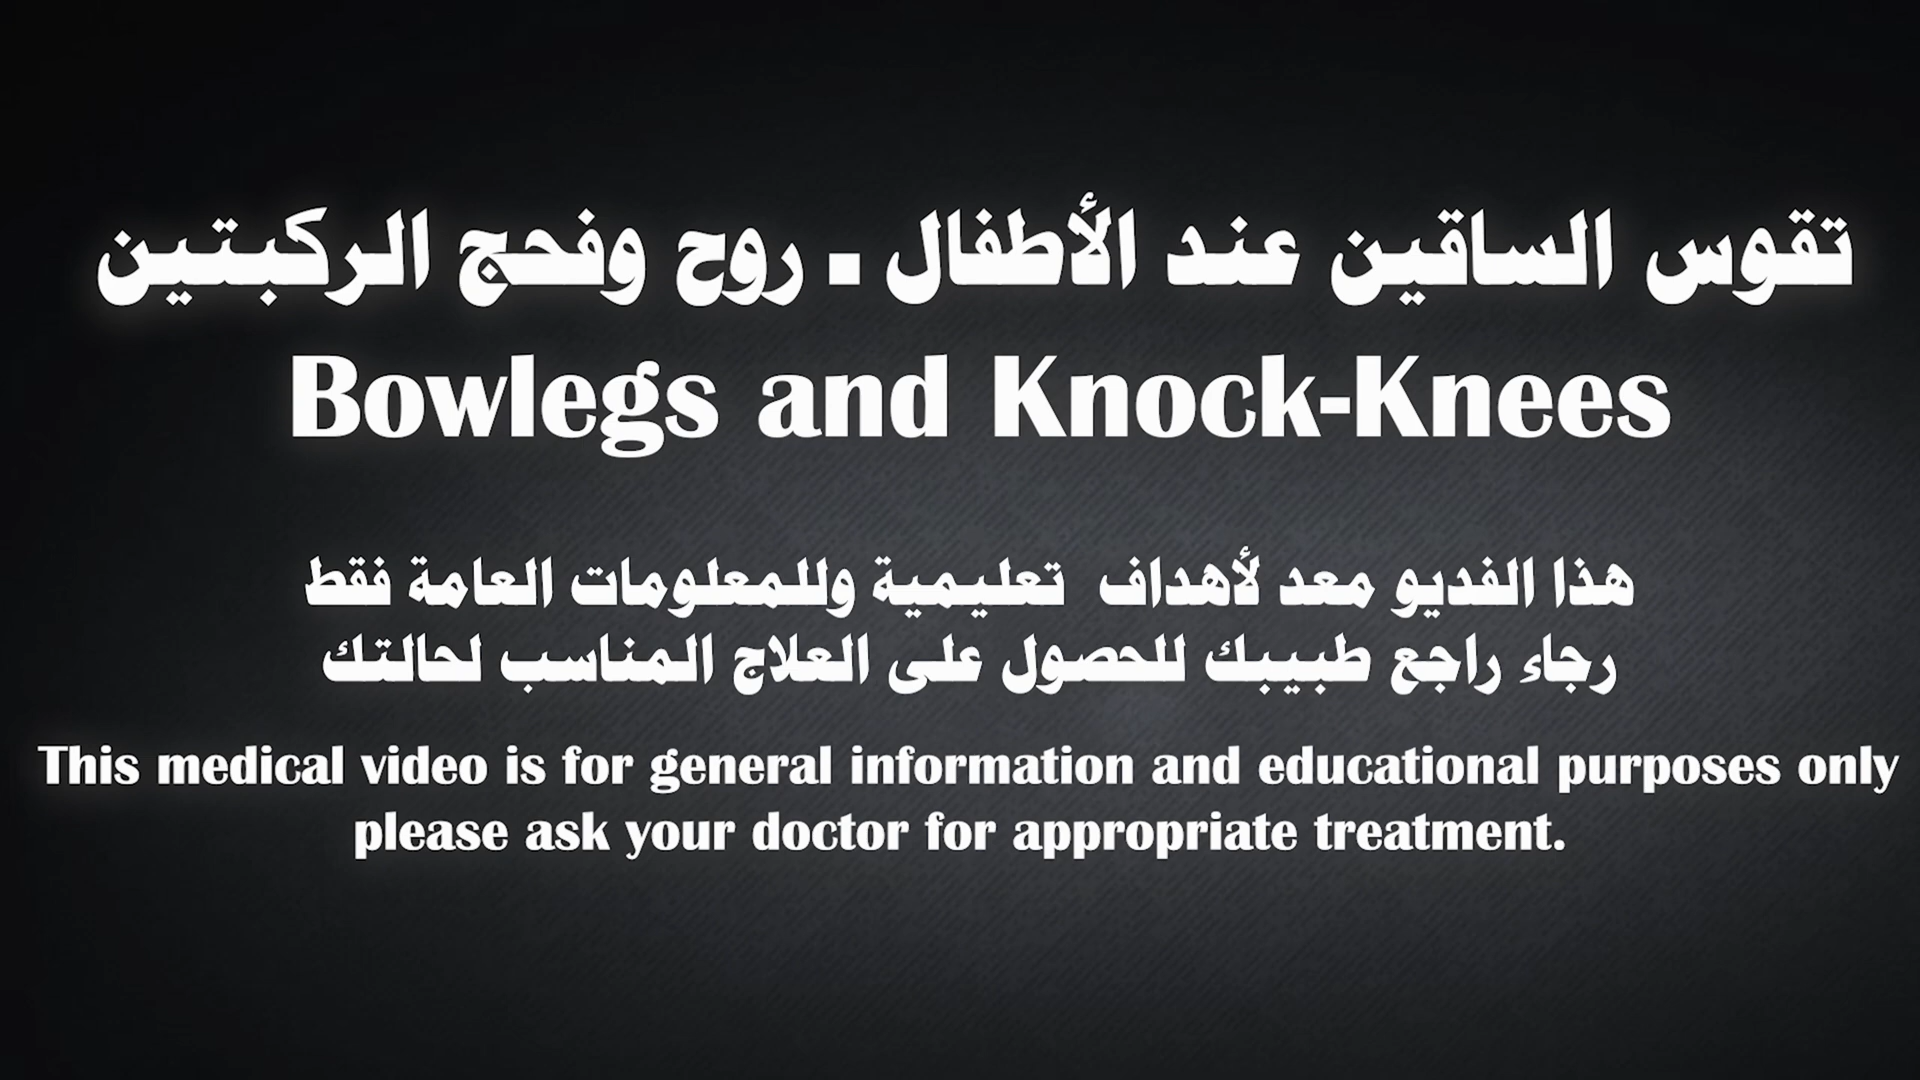 تقوس الساقين عند الأطفال . روح وفحج الركبتين
Bowlegs and Knock-Knees
هذا الفديو معد لأهداف تعليمية وللمعلومات العامة فقط
رجاء راجع طبيبك للحصول على العلاج المناسب لحالتك
This medical video is for general information and educational purposes only
please ask your doctor for appropriate treatment.